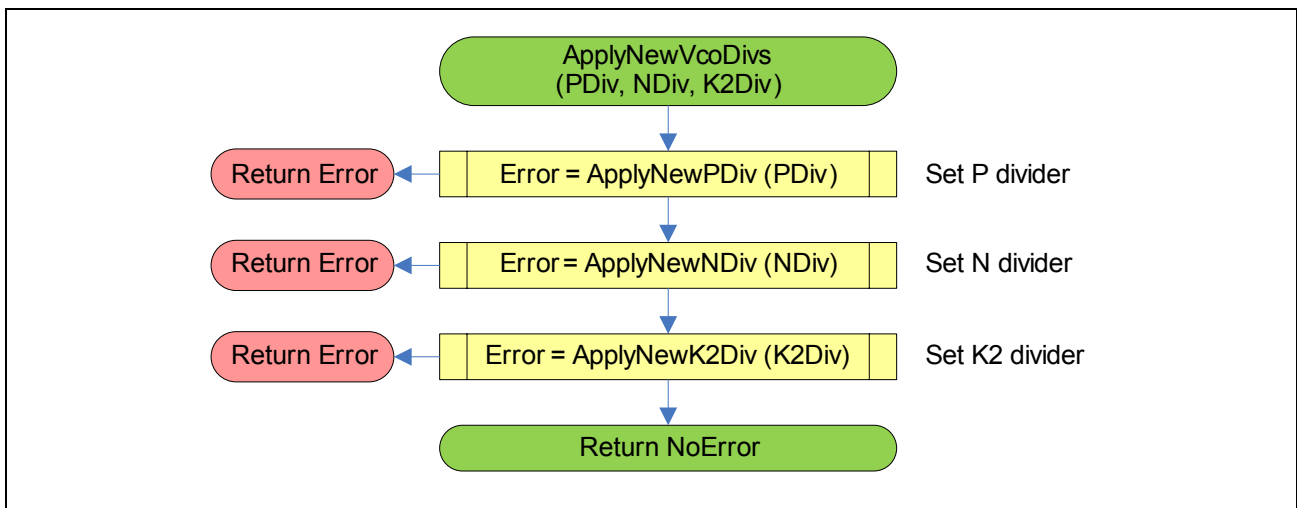 ApplyNewVcoDivs
(PDiv, NDiv, K2Div)
Return Error
Error = ApplyNewPDiv (PDiv)
Set P divider
Return Error
Error = ApplyNewNDiv (NDiv)
Set N divider
Return Error
Error = ApplyNewK2Div (K2Div)
Set K2 divider
Return NoError